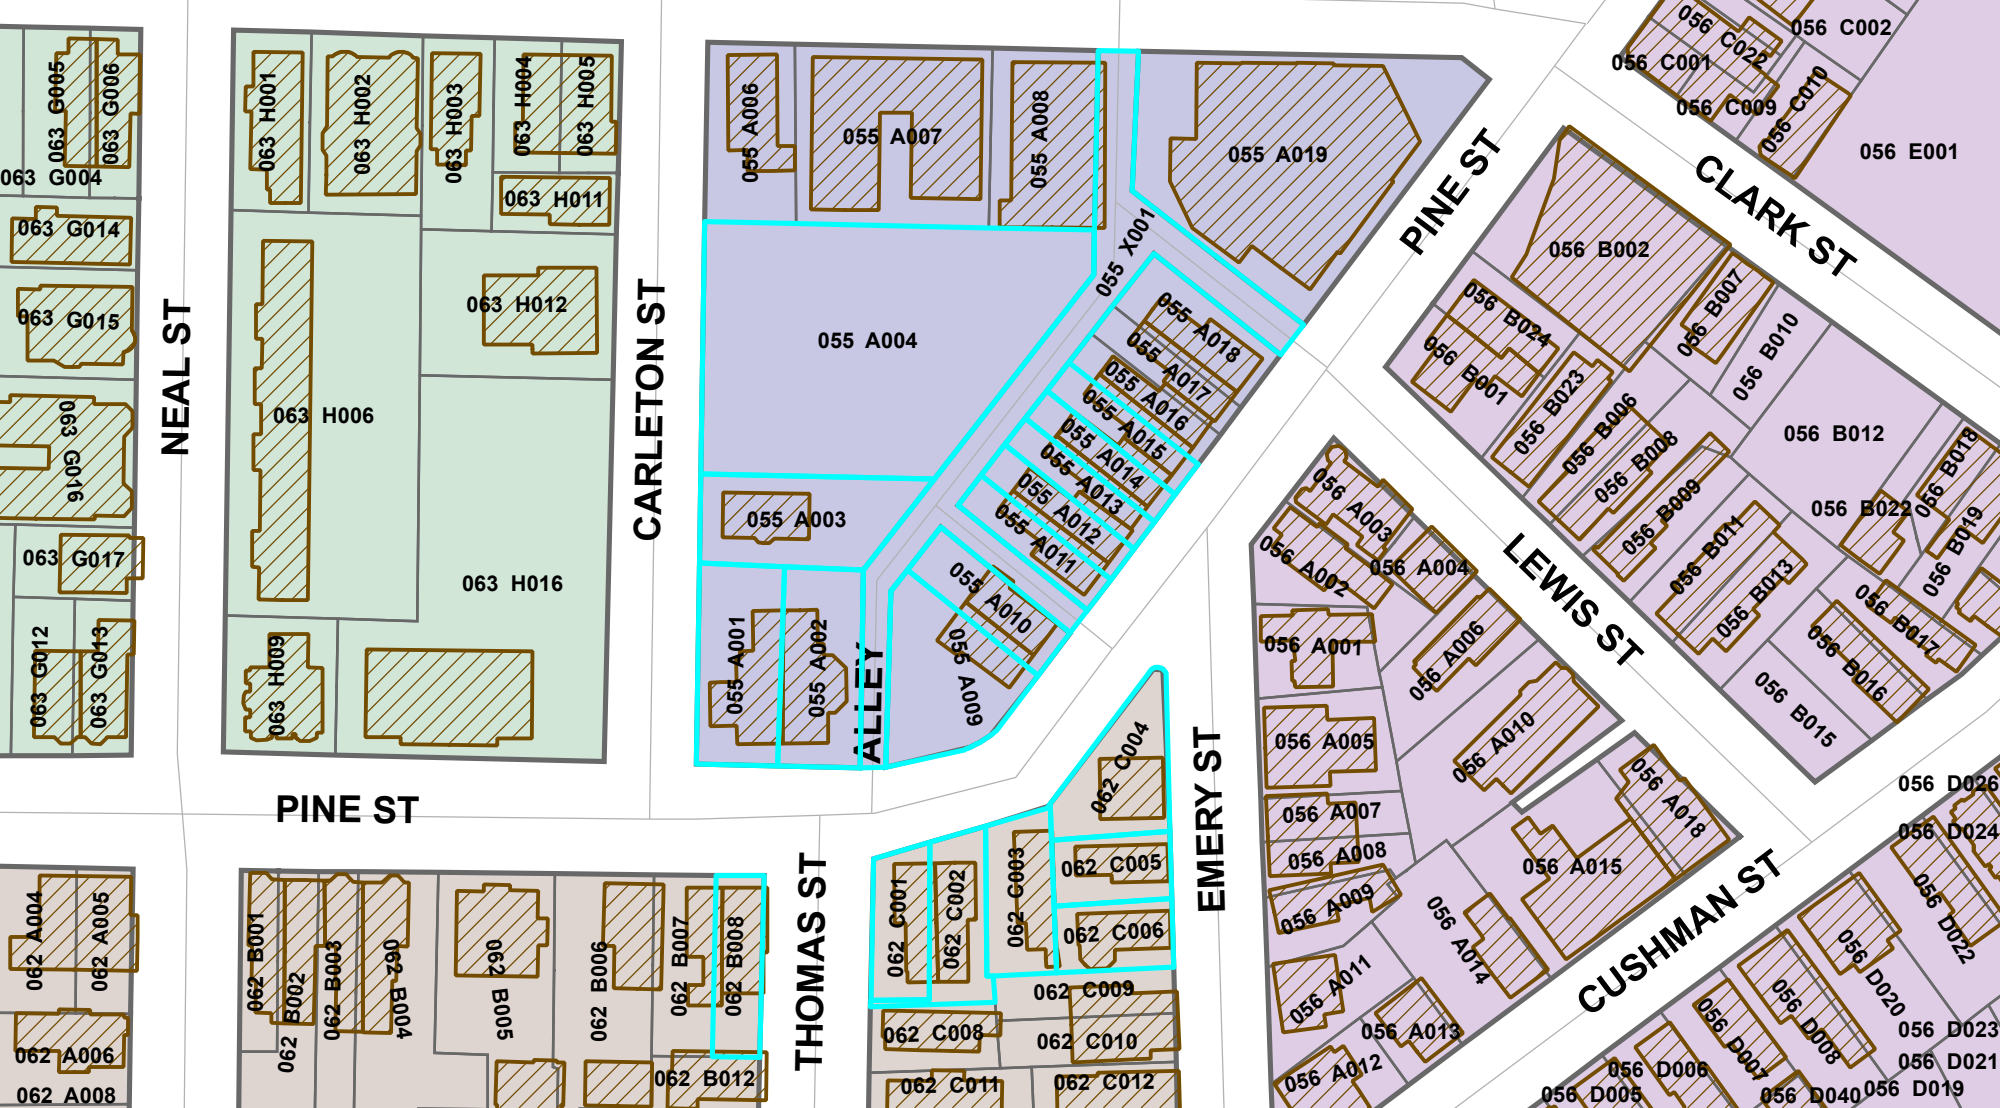 063 G005
063 G006
063 G004
063 G014
063 G015
063 G016
063 G017
063 G012
063 G013
NEAL ST
063 H001
063 H002
063 H003
063 H004
063 H005
063 H011
063 H012
063 H006
063 H016
063 H009
CARLETON ST
PINE ST
055 A006
055 A007
055 A008
055 A019
055 X001
055 A004
055 A003
055 A001
055 A002
ALLEY
055 A018
055 A017
055 A016
055 A015
055 A014
055 A013
055 A012
055 A011
055 A010
055 A009
PINE ST
056 C002
056 C022
056 C001
056 C009
056 C010
056 E001
CLARK ST
056 B002
056 B007
056 B010
056 B024
056 B001
056 B023
056 B006
056 B008
056 B009
056 B012
056 B018
056 B022
056 B019
056 B011
056 B013
056 B017
056 B016
056 B015
LEWIS ST
056 A003
056 A002
056 A004
056 A001
056 A006
056 A005
056 A010
056 A007
056 A008
056 A009
056 A018
056 A015
056 A014
056 A011
056 A013
056 A012
EMERY ST
CUSHMAN ST
056 D026
056 D024
056 D022
056 D020
056 D023
056 D021
056 D019
056 D008
056 D007
056 D006
056 D005
056 D040
062 A004
062 A005
062 A006
062 A008
062 B001
062 B002
062 B003
062 B004
062 B005
062 B006
062 B007
062 B008
062 B012
THOMAS ST
062 C004
062 C001
062 C002
062 C003
062 C005
062 C006
062 C009
062 C008
062 C010
062 C011
062 C012